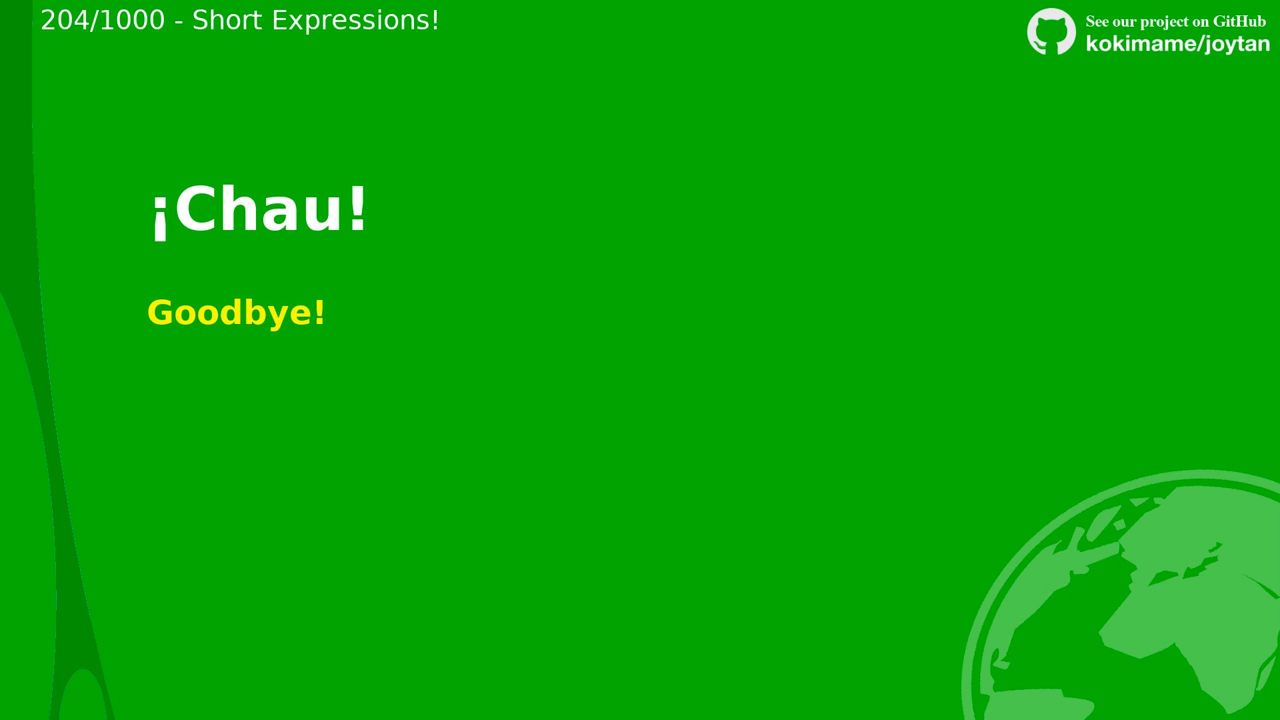 204/1000 - Short Expressions!
See our project on GitHub
kokimame/joytan
¡Chau!
Goodbye!